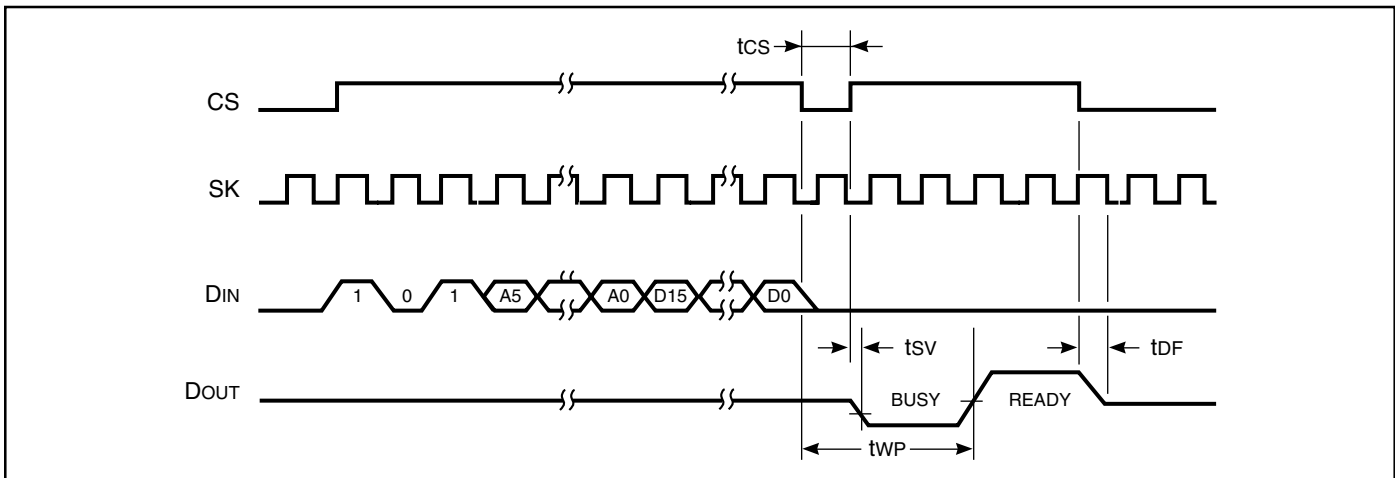 tCS
CS
SK
DIN 1 0 1 A5 A0 D15 D0
tSV tDF
DOUT BUSY READY
tWP